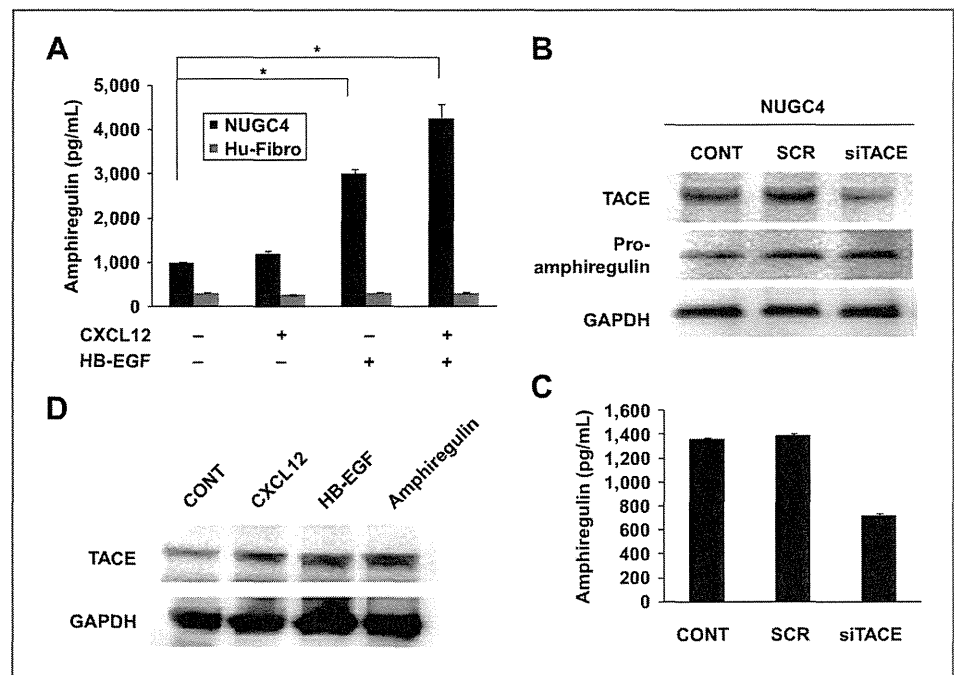 A
*
*
Amphiregulin (pg/mL)
5,000
4,000
3,000
2,000
1,000
0
NUGC4
Hu-Fibro
CXCL12 – + – +
HB-EGF – – + +
B
NUGC4
CONT SCR siTACE
TACE
Pro-
amphiregulin
GAPDH
D
CONT CXCL12 HB-EGF Amphiregulin
TACE
GAPDH
C
Amphiregulin (pg/mL)
1,600
1,400
1,200
1,000
800
600
400
200
0
CONT SCR siTACE